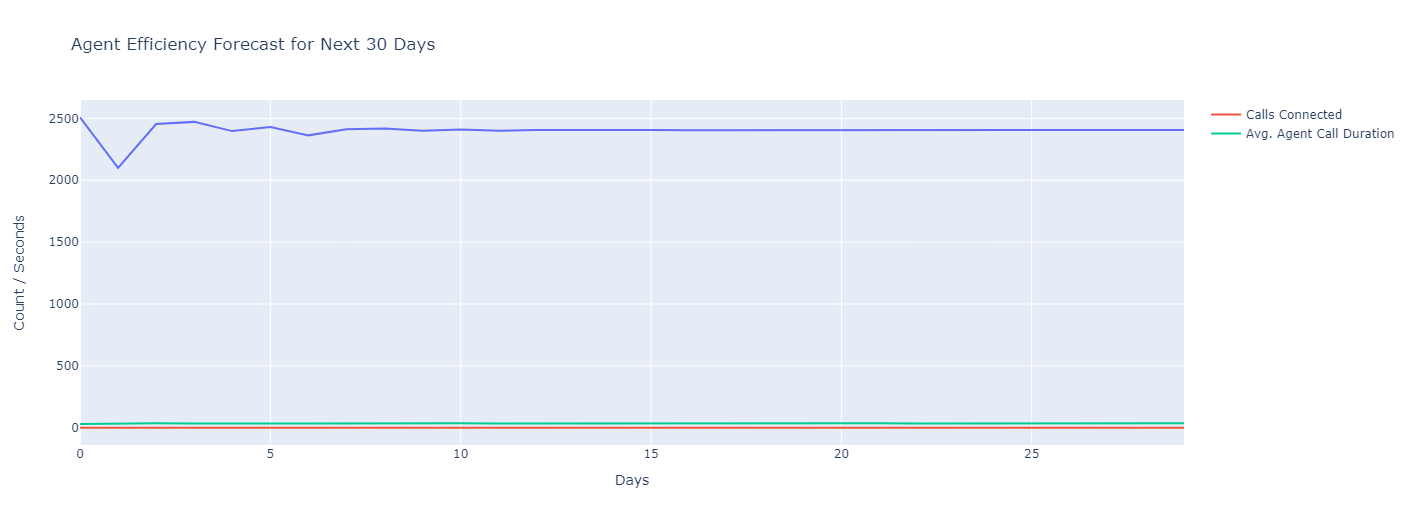 Agent Efficiency Forecast for Next 30 Days
Calls Connected
Avg. Agent Call Duration
Count / Seconds
2500
2000
1500
1000
500
0
0 5 10 15 20 25
Days